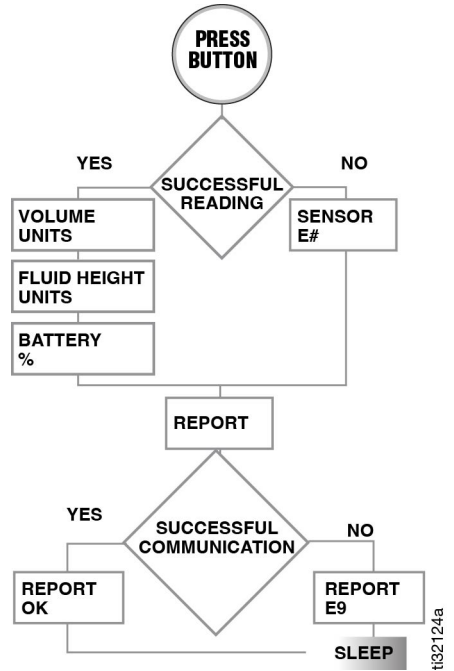 PRESS
BUTTON
YES
NO
SUCCESSFUL
READING
VOLUME
UNITS
SENSOR
E#
FLUID HEIGHT
UNITS
BATTERY
%
REPORT
YES
SUCCESSFUL
COMMUNICATION
NO
REPORT
OK
REPORT
E9
SLEEP
ti32124a